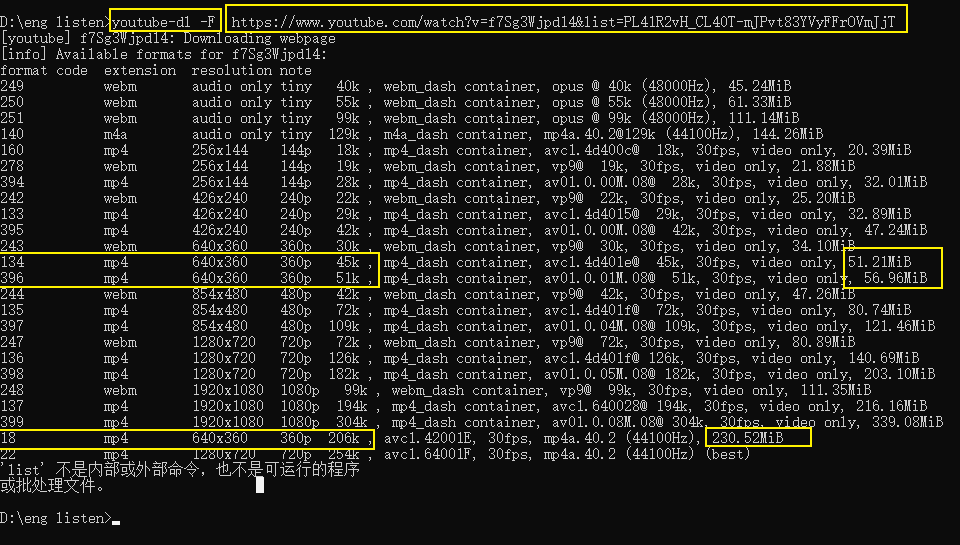 D:\eng listen>youtube-dl -F  https://www.youtube.com/watch?v=f7Sg3Wjpdl4&list=PL41R2vH_CL40T-mJPvt83YVyFFrOVmJjT
[youtube] f7Sg3Wjpdl4: Downloading webpage
[info] Available formats for f7Sg3Wjpdl4:
format code  extension  resolution note
249          webm       audio only tiny   40k , webm_dash container, opus @ 40k (48000Hz), 45.24MiB
250          webm       audio only tiny   55k , webm_dash container, opus @ 55k (48000Hz), 61.33MiB
251          webm       audio only tiny   99k , webm_dash container, opus @ 99k (48000Hz), 111.14MiB
140          m4a        audio only tiny  129k , m4a_dash container, mp4a.40.2@129k (44100Hz), 144.26MiB
160          mp4        256x144    144p   18k , mp4_dash container, avc1.4d400c@  18k, 30fps, video only, 20.39MiB
278          webm       256x144    144p   19k , webm_dash container, vp9@  19k, 30fps, video only, 21.88MiB
394          mp4        256x144    144p   28k , mp4_dash container, av01.0.00M.08@  28k, 30fps, video only, 32.01MiB
242          webm       426x240    240p   22k , webm_dash container, vp9@  22k, 30fps, video only, 25.20MiB
133          mp4        426x240    240p   29k , mp4_dash container, avc1.4d4015@  29k, 30fps, video only, 32.89MiB
395          mp4        426x240    240p   42k , mp4_dash container, av01.0.00M.08@  42k, 30fps, video only, 47.24MiB
243          webm       640x360    360p   30k , webm_dash container, vp9@  30k, 30fps, video only, 34.10MiB
134          mp4        640x360    360p   45k , mp4_dash container, avc1.4d401e@  45k, 30fps, video only, 51.21MiB
396          mp4        640x360    360p   51k , mp4_dash container, av01.0.01M.08@  51k, 30fps, video only, 56.96MiB
244          webm       854x480    480p   42k , webm_dash container, vp9@  42k, 30fps, video only, 47.26MiB
135          mp4        854x480    480p   72k , mp4_dash container, avc1.4d401f@  72k, 30fps, video only, 80.74MiB
397          mp4        854x480    480p  109k , mp4_dash container, av01.0.04M.08@ 109k, 30fps, video only, 121.46MiB
247          webm       1280x720   720p   72k , webm_dash container, vp9@  72k, 30fps, video only, 80.89MiB
136          mp4        1280x720   720p  126k , mp4_dash container, avc1.4d401f@ 126k, 30fps, video only, 140.69MiB
398          mp4        1280x720   720p  182k , mp4_dash container, av01.0.05M.08@ 182k, 30fps, video only, 203.10MiB
248          webm       1920x1080  1080p   99k , webm_dash container, vp9@  99k, 30fps, video only, 111.35MiB
137          mp4        1920x1080  1080p  194k , mp4_dash container, avc1.640028@ 194k, 30fps, video only, 216.16MiB
399          mp4        1920x1080  1080p  304k , mp4_dash container, av01.0.08M.08@ 304k, 30fps, video only, 339.08MiB
18           mp4        640x360    360p  206k , avc1.42001E, 30fps, mp4a.40.2 (44100Hz), 230.52MiB
22           mp4        1280x720   720p  254k , avc1.64001F, 30fps, mp4a.40.2 (44100Hz) (best)
'list' 不是内部或外部命令，也不是可运行的程序
或批处理文件。
D:\eng listen>